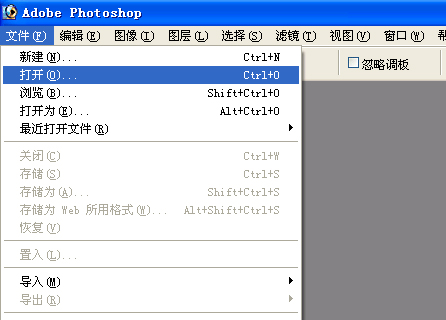 Adobe Photoshop
文件(F) 编辑(E) 图像(I) 图层(L) 选择(S) 滤镜(T) 视图(V) 窗口(W)
新建(N)... Ctrl+N
打开(O)... Ctrl+O
忽略调板
浏览(B)... Shift+Ctrl+O
打开为(E)... Alt+Ctrl+O
最近打开文件(R)
关闭(C) Ctrl+W
存储(S) Ctrl+S
存储为(A)... Shift+Ctrl+S
存储为 Web 所用格式(W)... Alt+Shift+Ctrl+S
恢复(V)
置入(L)...
导入(M)
导出(R)